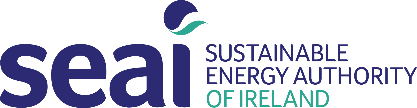 seai
SUSTAINABLE
ENERGY AUTHORITY
OF IRELAND